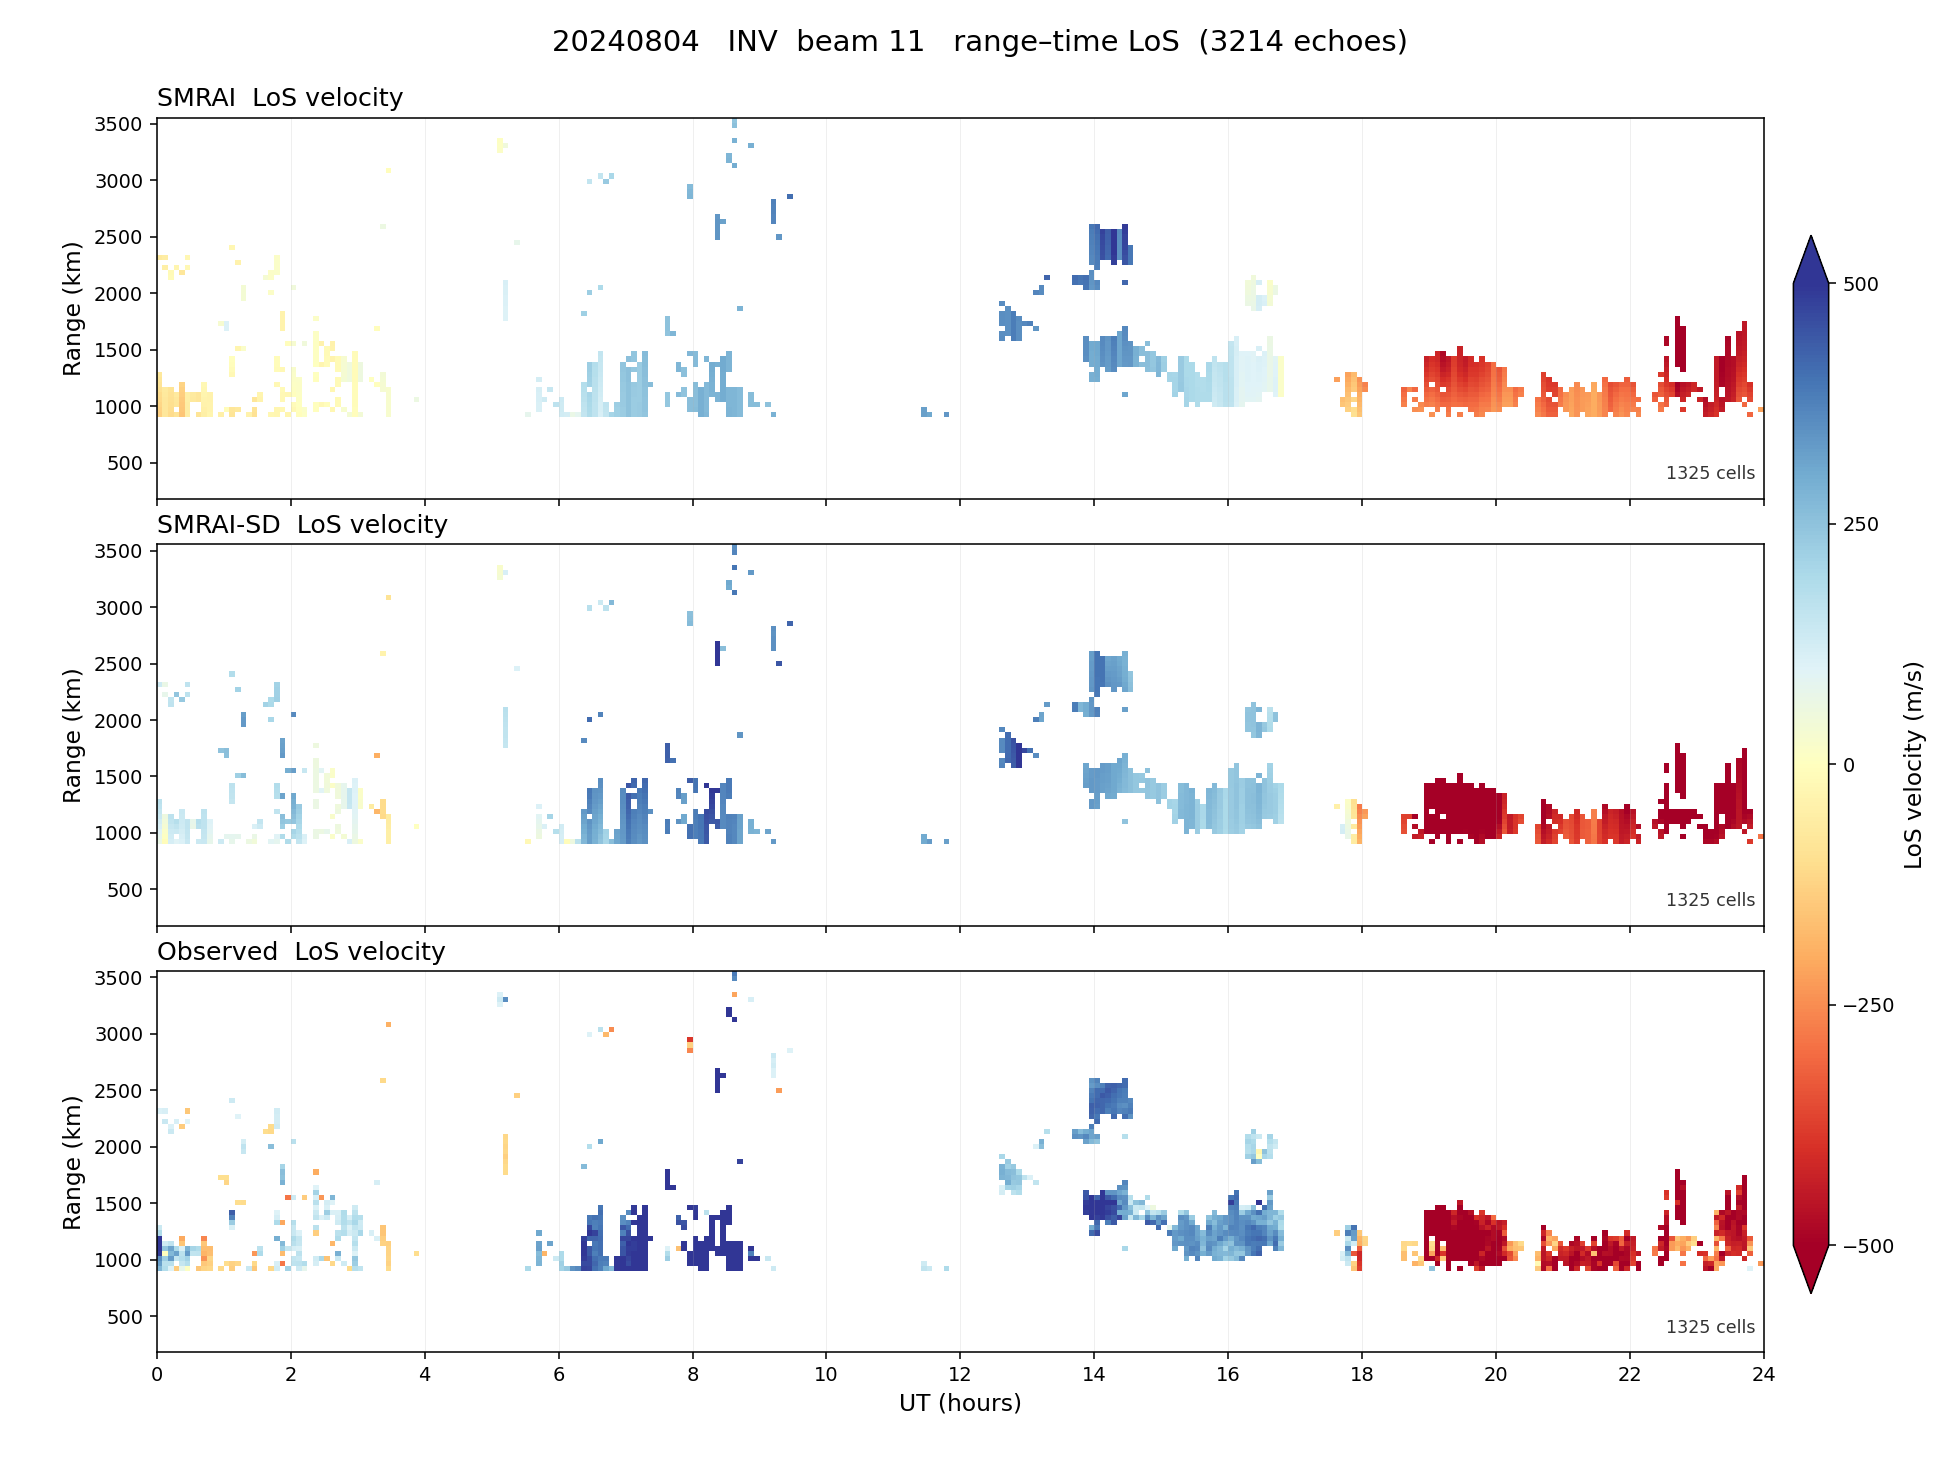 20240804   INV  beam 11   range–time LoS  (3214 echoes)
SMRAI  LoS velocity
3500
3000
2500
2000
1500
1000
500
Range (km)
1325 cells
SMRAI-SD  LoS velocity
3500
3000
2500
2000
1500
1000
500
Range (km)
1325 cells
Observed  LoS velocity
3500
3000
2500
2000
1500
1000
500
Range (km)
1325 cells
0 2 4 6 8 10 12 14 16 18 20 22 24
UT (hours)
500
250
0
−250
−500
LoS velocity (m/s)